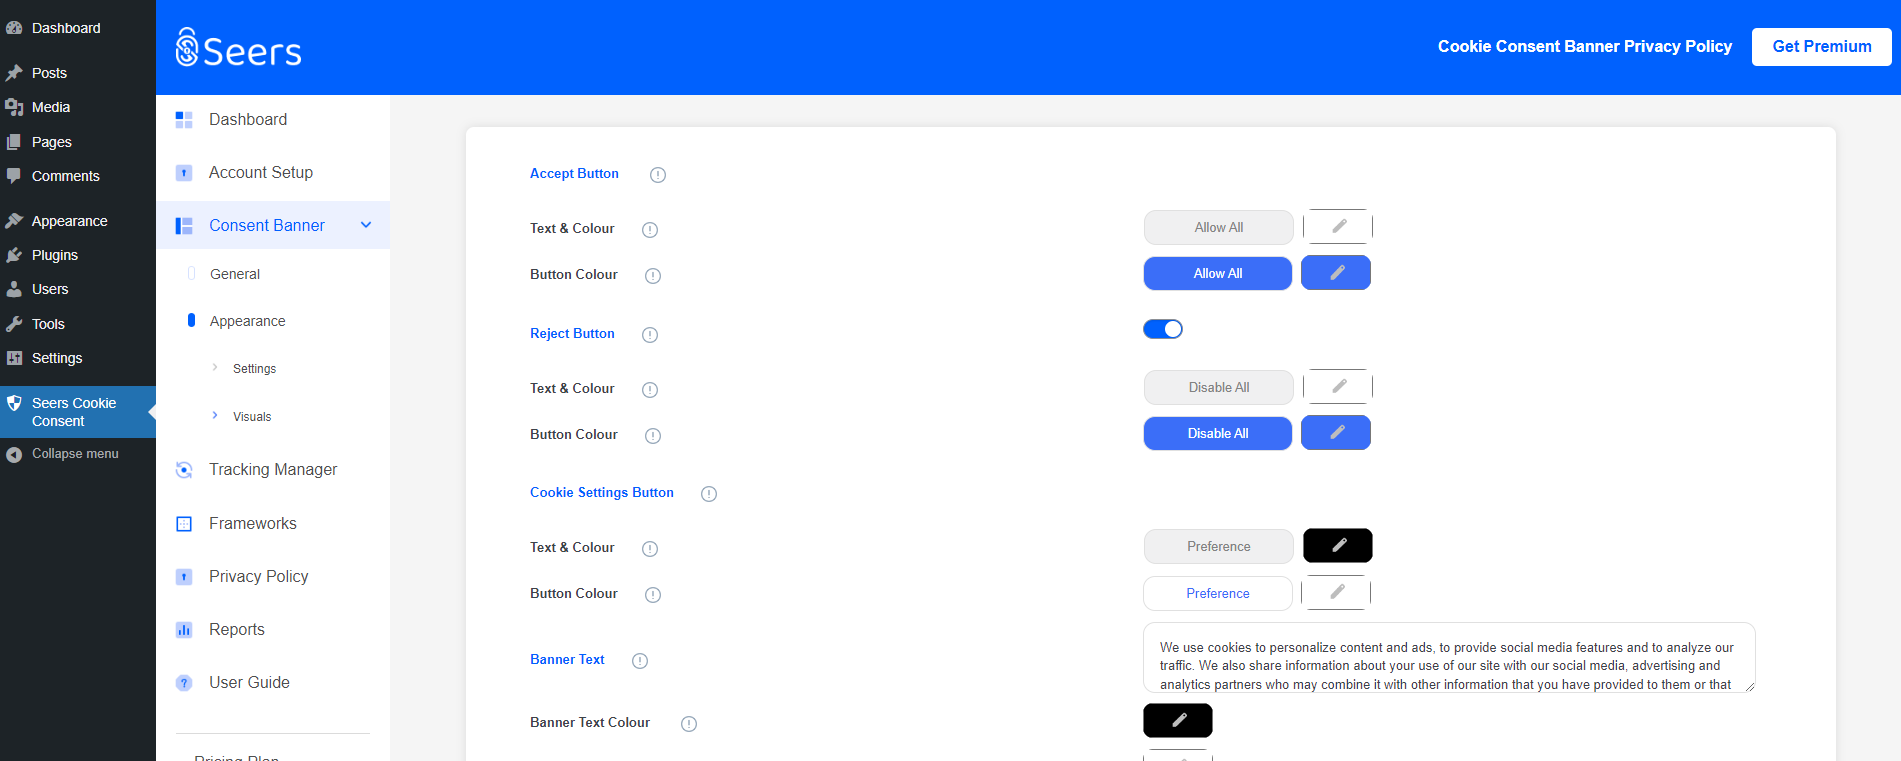 Dashboard
Posts
Media
Pages
Comments
Appearance
Plugins
Users
Tools
Settings
Seers Cookie
Consent
Collapse menu
Seers
Cookie Consent Banner Privacy Policy
Get Premium
Dashboard
Account Setup
Consent Banner
General
Appearance
Settings
Visuals
Tracking Manager
Frameworks
Privacy Policy
Reports
User Guide
Pricing Plan
Accept Button
Text & Colour
Allow All
Button Colour
Allow All
Reject Button
Text & Colour
Disable All
Button Colour
Disable All
Cookie Settings Button
Text & Colour
Preference
Button Colour
Preference
Banner Text
We use cookies to personalize content and ads, to provide social media features and to analyze our
traffic. We also share information about your use of our site with our social media, advertising and
analytics partners who may combine it with other information that you have provided to them or that
Banner Text Colour